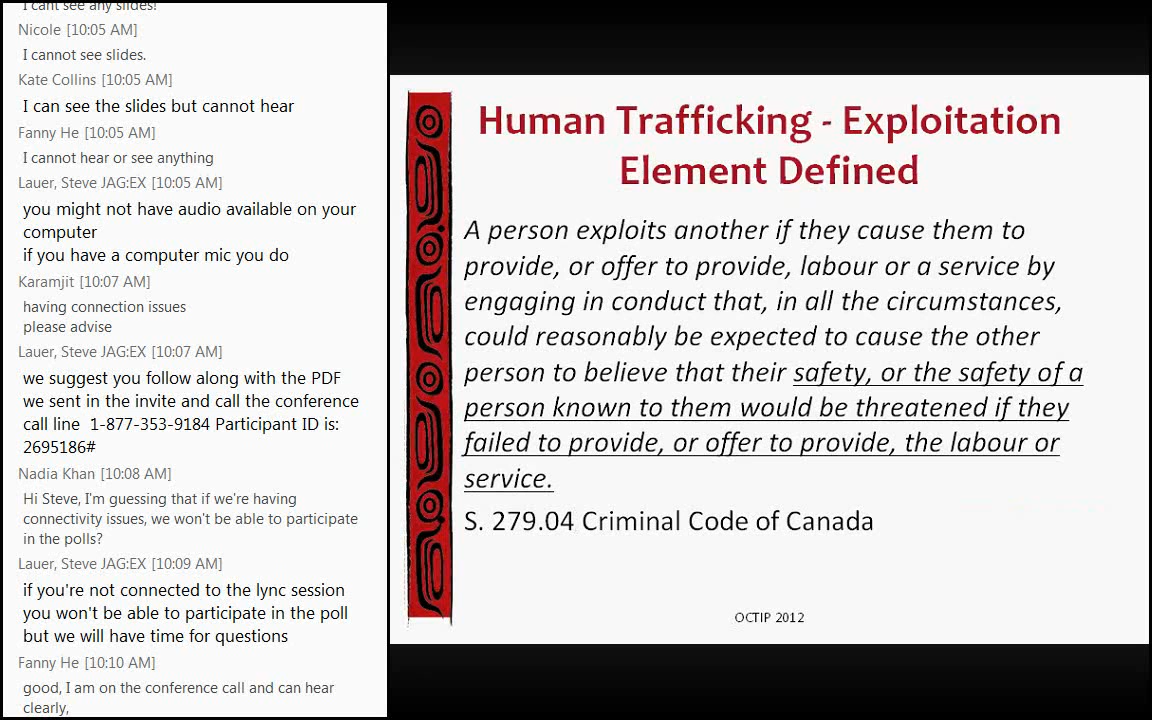 I cant see any slides!
Nicole [10:05 AM]
I cannot see slides.
Kate Collins [10:05 AM]
I can see the slides but cannot hear
Fanny He [10:05 AM]
I cannot hear or see anything
Lauer, Steve JAG:EX [10:05 AM]
you might not have audio available on your
computer
if you have a computer mic you do
Karamjit [10:07 AM]
having connection issues
please advise
Lauer, Steve JAG:EX [10:07 AM]
we suggest you follow along with the PDF
we sent in the invite and call the conference
call line  1-877-353-9184 Participant ID is:
2695186#
Nadia Khan [10:08 AM]
Hi Steve, I'm guessing that if we're having
connectivity issues, we won't be able to participate
in the polls?
Lauer, Steve JAG:EX [10:09 AM]
if you're not connected to the lync session
you won't be able to participate in the poll
but we will have time for questions
Fanny He [10:10 AM]
good, I am on the conference call and can hear
clearly,
Human Trafficking - Exploitation
Element Defined
A person exploits another if they cause them to
provide, or offer to provide, labour or a service by
engaging in conduct that, in all the circumstances,
could reasonably be expected to cause the other
person to believe that their safety, or the safety of a
person known to them would be threatened if they
failed to provide, or offer to provide, the labour or
service.
S. 279.04 Criminal Code of Canada
OCTIP 2012